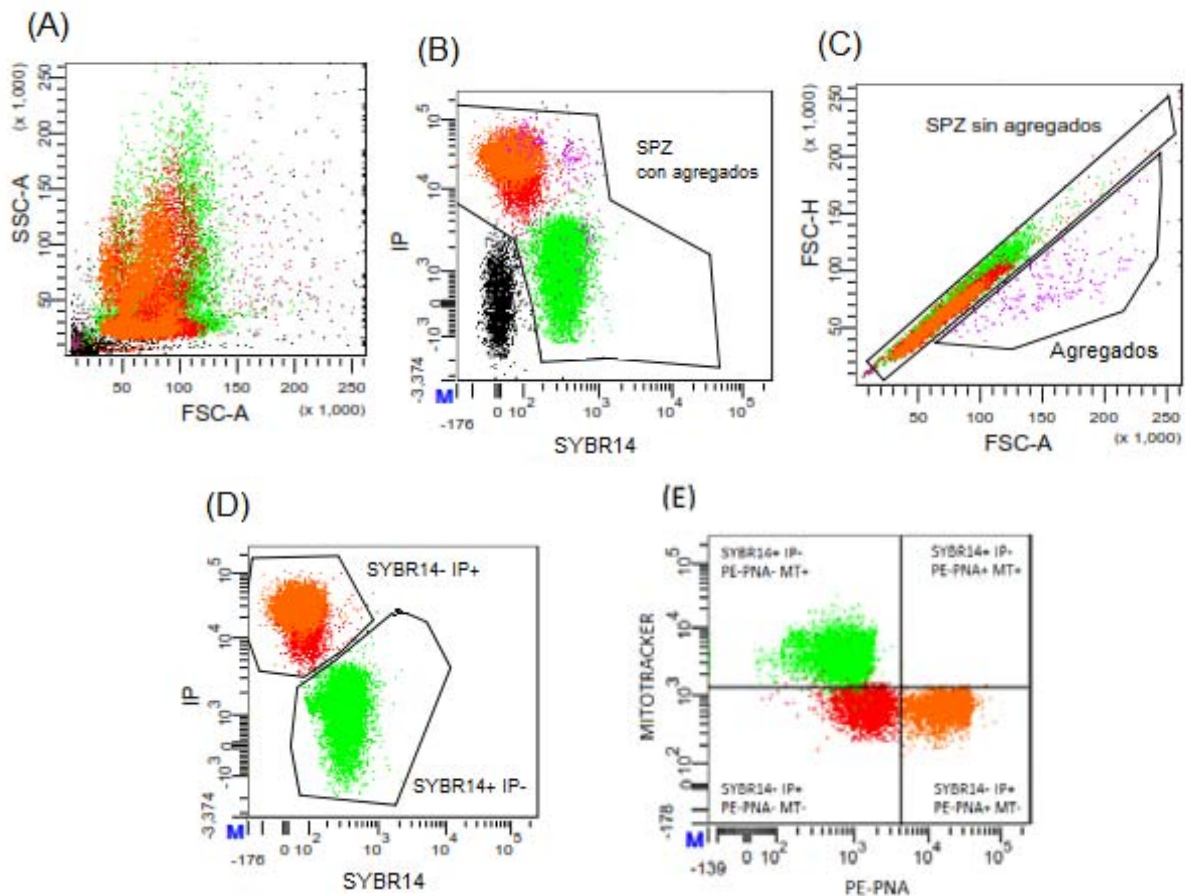 (A)
SSC-A
(x 1,000)
250
200
150
100
50
50 100 150 200 250
FSC-A
(x 1,000)
(B)
IP
10^5
10^4
10^3
0
-10^3
-3,374
SPZ
con agregados
M
-176
0 10^2 10^3 10^4 10^5
SYBR14
(C)
FSC-H
(x 1,000)
250
200
150
100
50
SPZ sin agregados
Agregados
50 100 150 200 250
FSC-A
(x 1,000)
(D)
IP
10^5
10^4
10^3
0
-10^3
-3,374
SYBR14- IP+
SYBR14+ IP-
M
-176
0 10^2 10^3 10^4 10^5
SYBR14
(E)
MITOTRACKER
10^5
10^4
10^3
10^2
0
-178
SYBR14+ IP-
PE-PNA- MT+
SYBR14+ IP-
PE-PNA+ MT+
SYBR14- IP+
PE-PNA- MT-
SYBR14- IP+
PE-PNA+ MT-
M
-139
0 10^2 10^3 10^4 10^5
PE-PNA